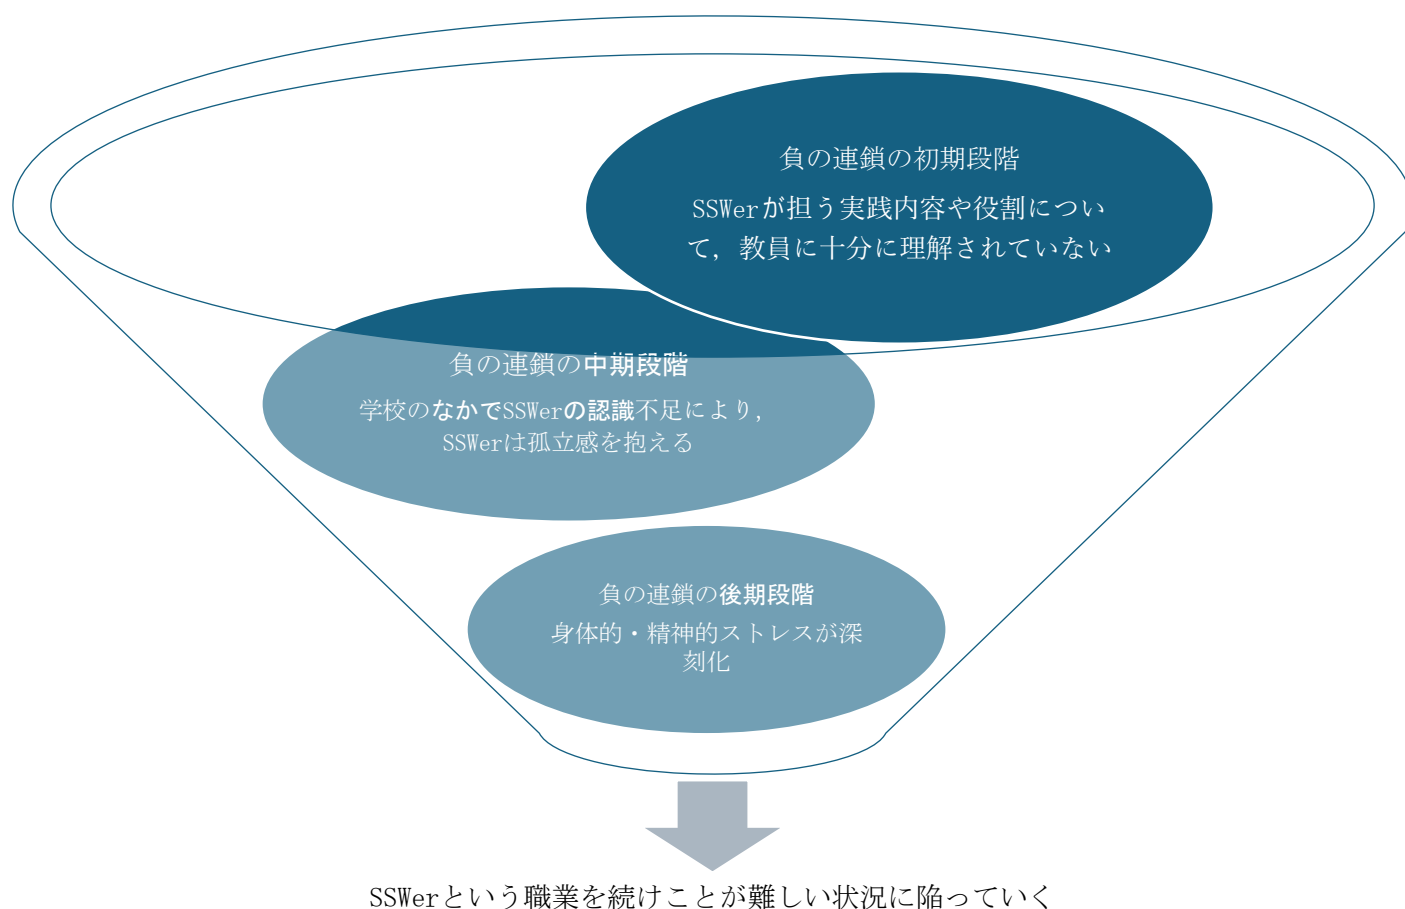 負の連鎖の初期段階
SSWerが担う実践内容や役割につい
て，教員に十分に理解されていない
負の連鎖の中期段階
学校のなかでSSWerの認識不足により，
SSWerは孤立感を抱える
負の連鎖の後期段階
身体的・精神的ストレスが深
刻化
SSWerという職業を続けことが難しい状況に陥っていく